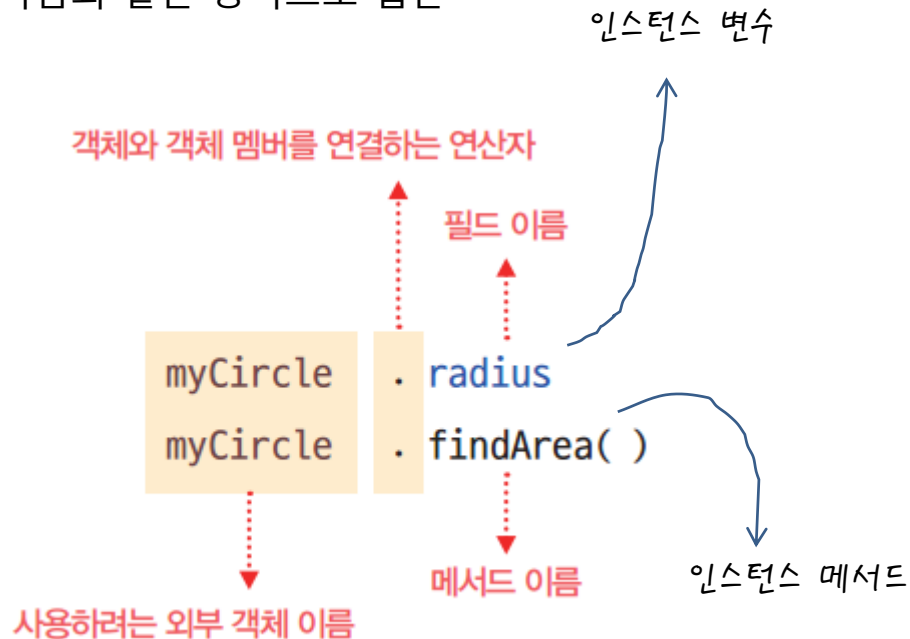 인스턴스 변수
객체와 객체 멤버를 연결하는 연산자
필드 이름
myCircle . radius
myCircle . findArea( )
메서드 이름
인스턴스 메서드
사용하려는 외부 객체 이름